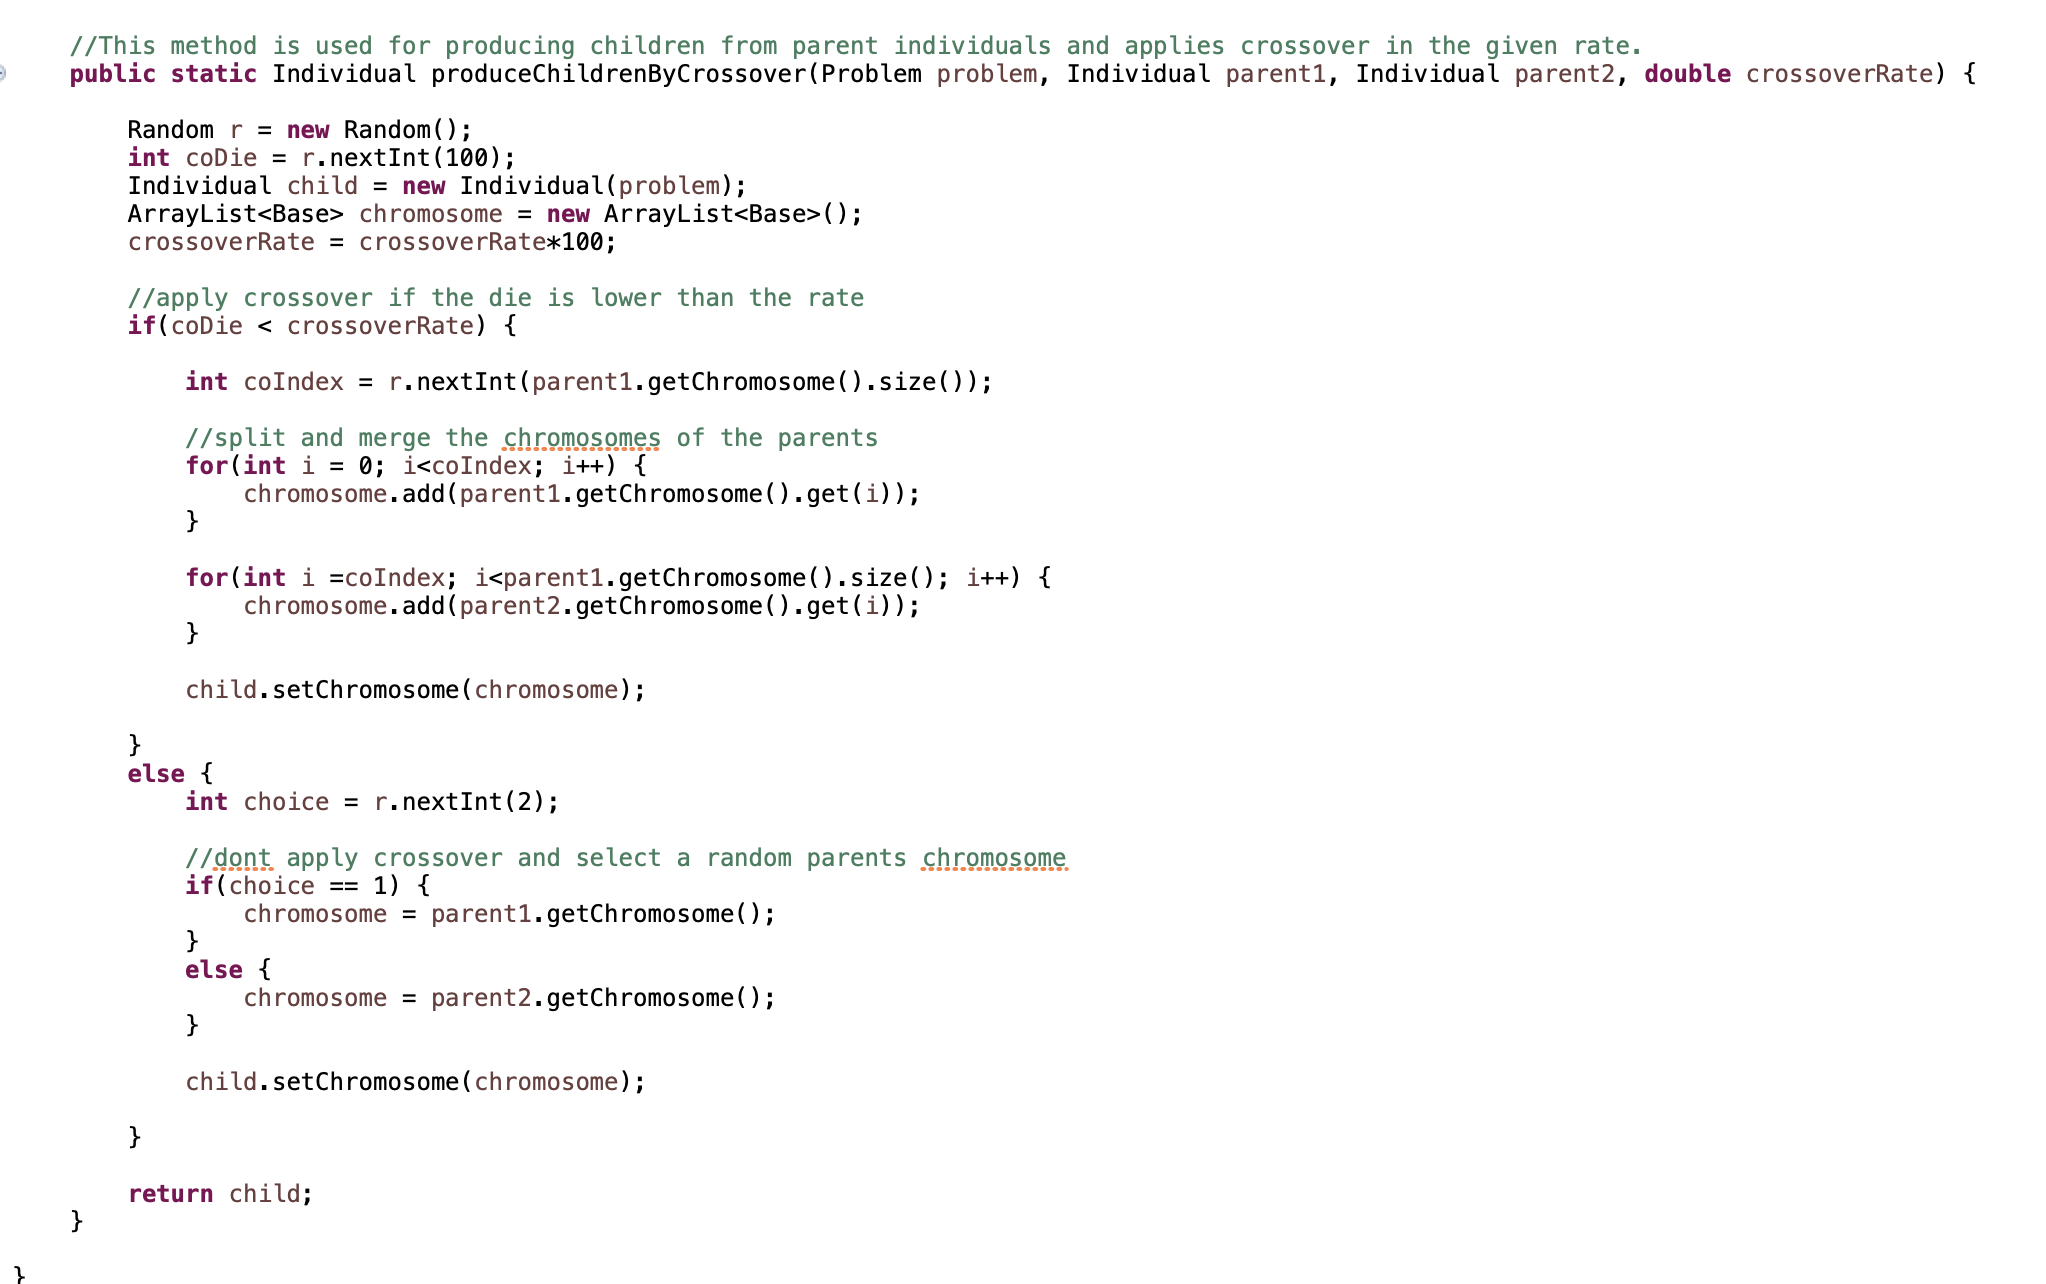 //This method is used for producing children from parent individuals and applies crossover in the given rate.
public static Individual produceChildrenByCrossover(Problem problem, Individual parent1, Individual parent2, double crossoverRate) {
Random r = new Random();
int coDie = r.nextInt(100);
Individual child = new Individual(problem);
ArrayList<Base> chromosome = new ArrayList<Base>();
crossoverRate = crossoverRate*100;
//apply crossover if the die is lower than the rate
if(coDie < crossoverRate) {
int coIndex = r.nextInt(parent1.getChromosome().size());
//split and merge the chromosomes of the parents
for(int i = 0; i<coIndex; i++) {
chromosome.add(parent1.getChromosome().get(i));
}
for(int i =coIndex; i<parent1.getChromosome().size(); i++) {
chromosome.add(parent2.getChromosome().get(i));
}
child.setChromosome(chromosome);
}
else {
int choice = r.nextInt(2);
//dont apply crossover and select a random parents chromosome
if(choice == 1) {
chromosome = parent1.getChromosome();
}
else {
chromosome = parent2.getChromosome();
}
child.setChromosome(chromosome);
}
return child;
}
}